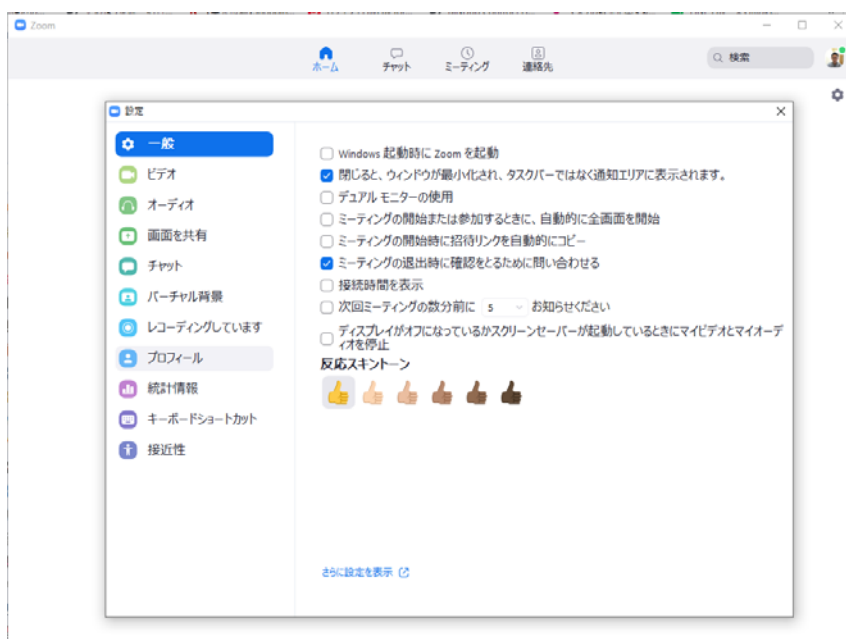 Zoom
ホーム
チャット
ミーティング
連絡先
検索
設定
一般
ビデオ
オーディオ
画面を共有
チャット
バーチャル背景
レコーディングしています
プロフィール
統計情報
キーボードショートカット
接近性
Windows 起動時に Zoom を起動
閉じると、ウィンドウが最小化され、タスクバーではなく通知エリアに表示されます。
デュアル モニターの使用
ミーティングの開始または参加するときに、自動的に全画面を開始
ミーティングの開始時に招待リンクを自動的にコピー
ミーティングの退出時に確認をとるために問い合わせる
接続時間を表示
次回ミーティングの数分前に 5 お知らせください
ディスプレイがオフになっているかスクリーンセーバーが起動しているときにマイビデオとマイオーデ
ィオを停止
反応スキントーン
さらに設定を表示